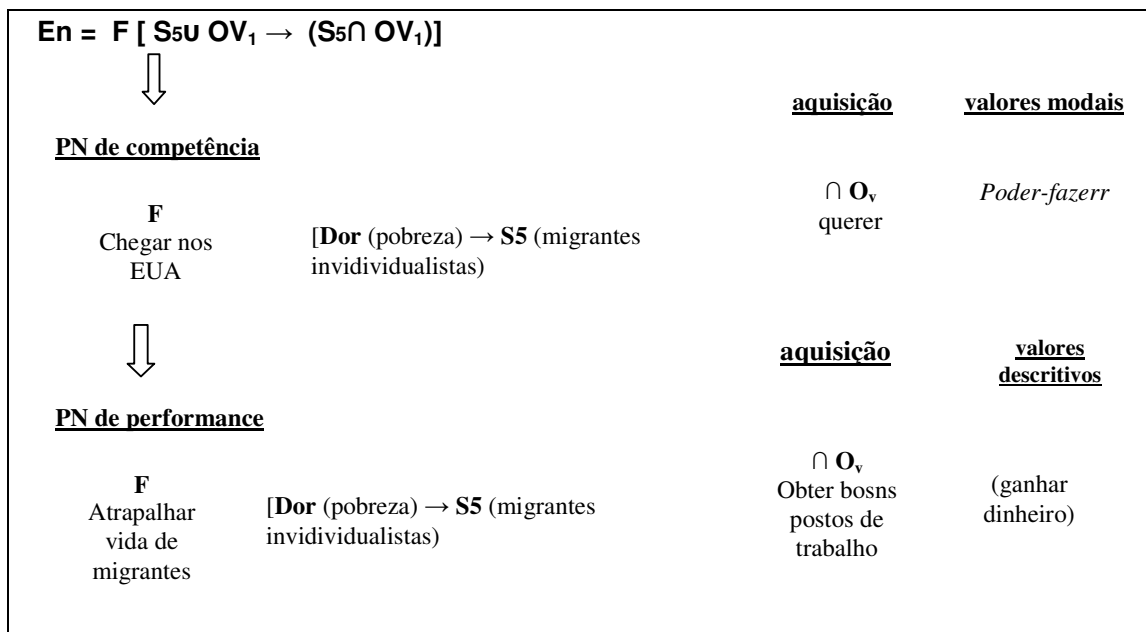 En = F [ S5∪ OV1 → (S5∩ OV1)]
aquisição
valores modais
PN de competência
∩ Ov
querer
Poder-fazerr
F
Chegar nos
EUA
[Dor (pobreza) → S5 (migrantes
invidividualistas)
aquisição
valores
descritivos
PN de performance
∩ Ov
Obter bosns
postos de
trabalho
(ganhar
dinheiro)
F
Atrapalhar
vida de
migrantes
[Dor (pobreza) → S5 (migrantes
invidividualistas)